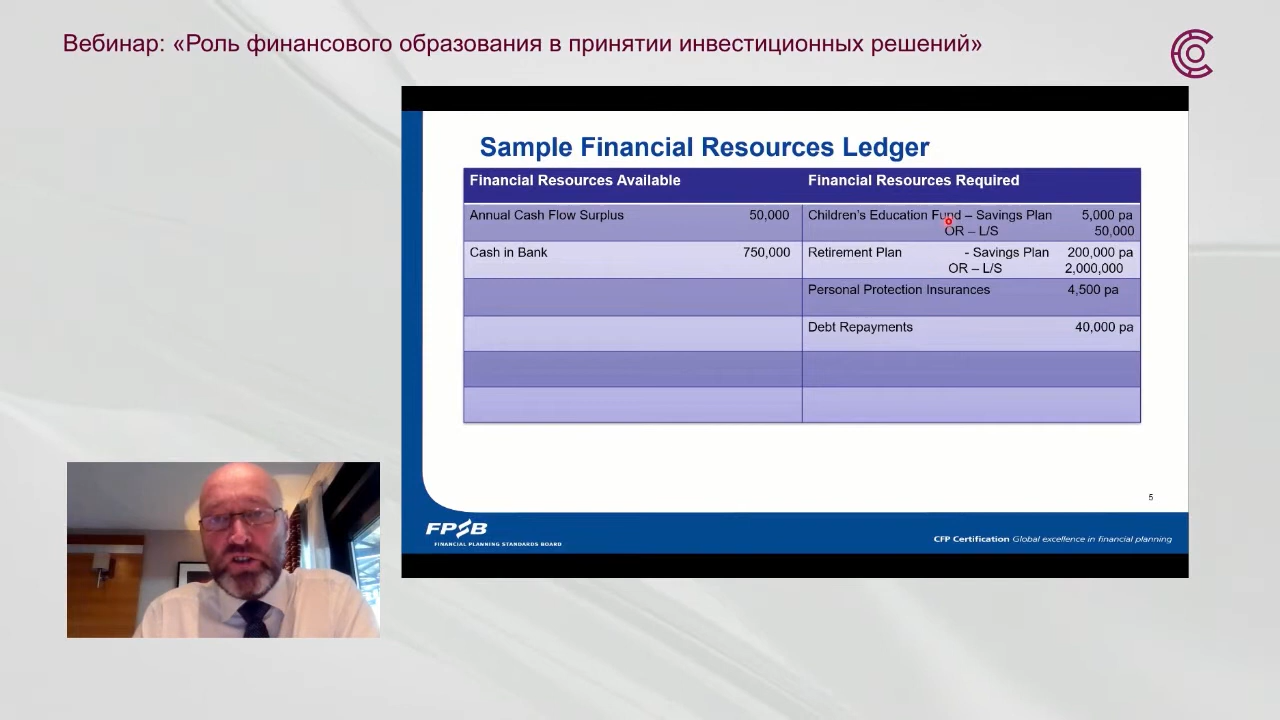 Вебинар: «Роль финансового образования в принятии инвестиционных решений»
Sample Financial Resources Ledger
Financial Resources Available Financial Resources Required
Annual Cash Flow Surplus 50,000 Children's Education Fund – Savings Plan 5,000 pa
OR – L/S 50,000
Cash in Bank 750,000 Retirement Plan - Savings Plan 200,000 pa
OR – L/S 2,000,000
Personal Protection Insurances 4,500 pa
Debt Repayments 40,000 pa
5
FPSB
FINANCIAL PLANNING STANDARDS BOARD
CFP Certification Global excellence in financial planning